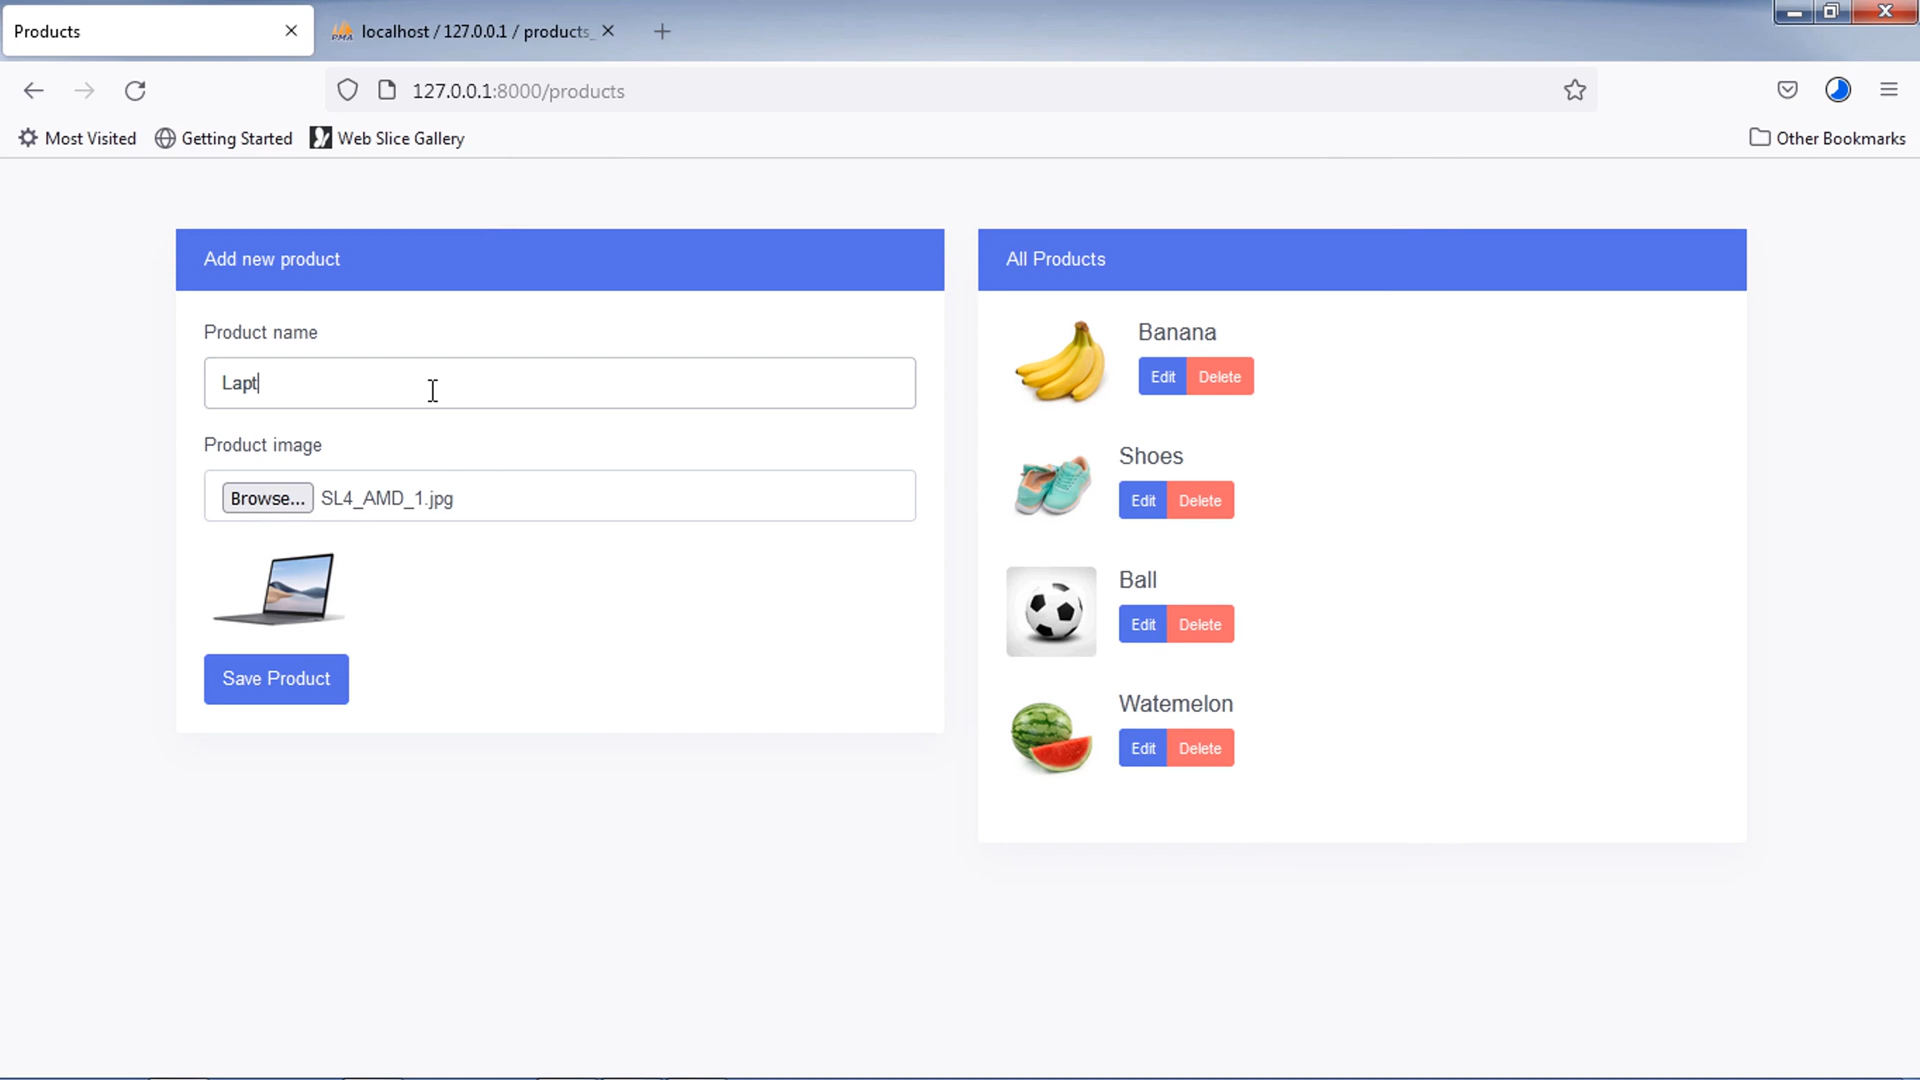 Products
PMA localhost / 127.0.0.1 / products_
127.0.0.1:8000/products
Most Visited Getting Started Web Slice Gallery Other Bookmarks
Add new product
Product name
Lapt
Product image
Browse... SL4_AMD_1.jpg
Save Product
All Products
Banana
Edit Delete
Shoes
Edit Delete
Ball
Edit Delete
Watemelon
Edit Delete